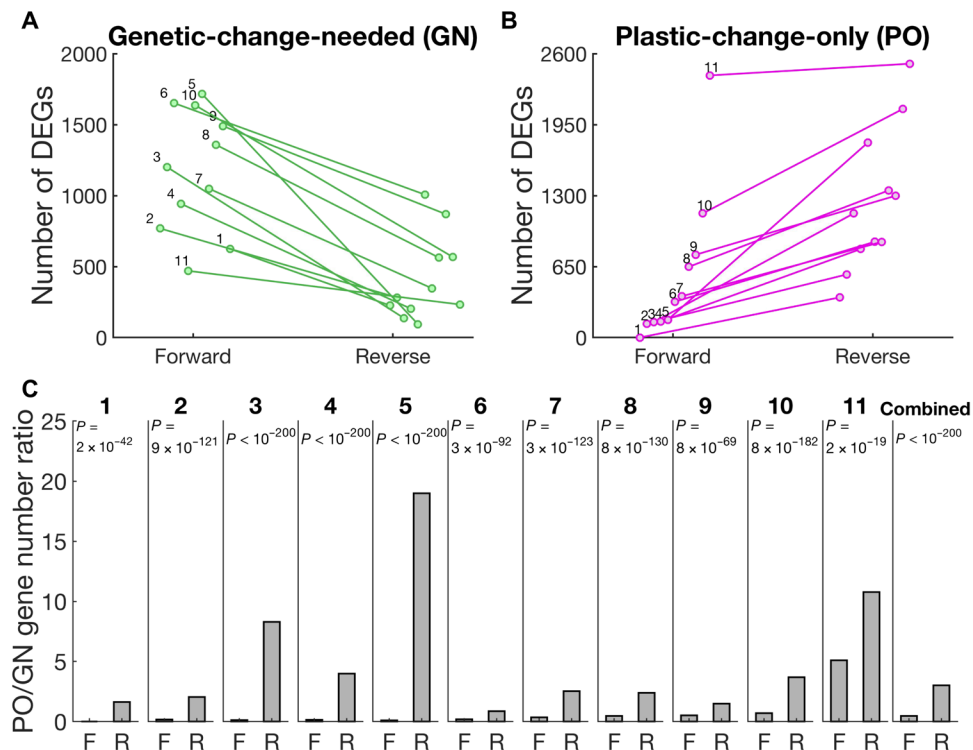 A
Genetic-change-needed (GN)
Number of DEGs
2000
1500
1000
500
0
6
5
10
9
8
3
7
4
2
1
11
Forward Reverse
B
Plastic-change-only (PO)
Number of DEGs
2600
1950
1300
650
0
11
10
9
8
7
6
2345
1
Forward Reverse
C
PO/GN gene number ratio
25
20
15
10
5
0
1 2 3 4 5 6 7 8 9 10 11 Combined
P = 2 × 10⁻⁴²
P = 9 × 10⁻¹²¹
P < 10⁻²⁰⁰
P < 10⁻²⁰⁰
P < 10⁻²⁰⁰
P = 3 × 10⁻⁹²
P = 3 × 10⁻¹²³
P = 8 × 10⁻¹³⁰
P = 8 × 10⁻⁶⁹
P = 8 × 10⁻¹⁸²
P = 2 × 10⁻¹⁹
P < 10⁻²⁰⁰
F R F R F R F R F R F R F R F R F R F R F R F R